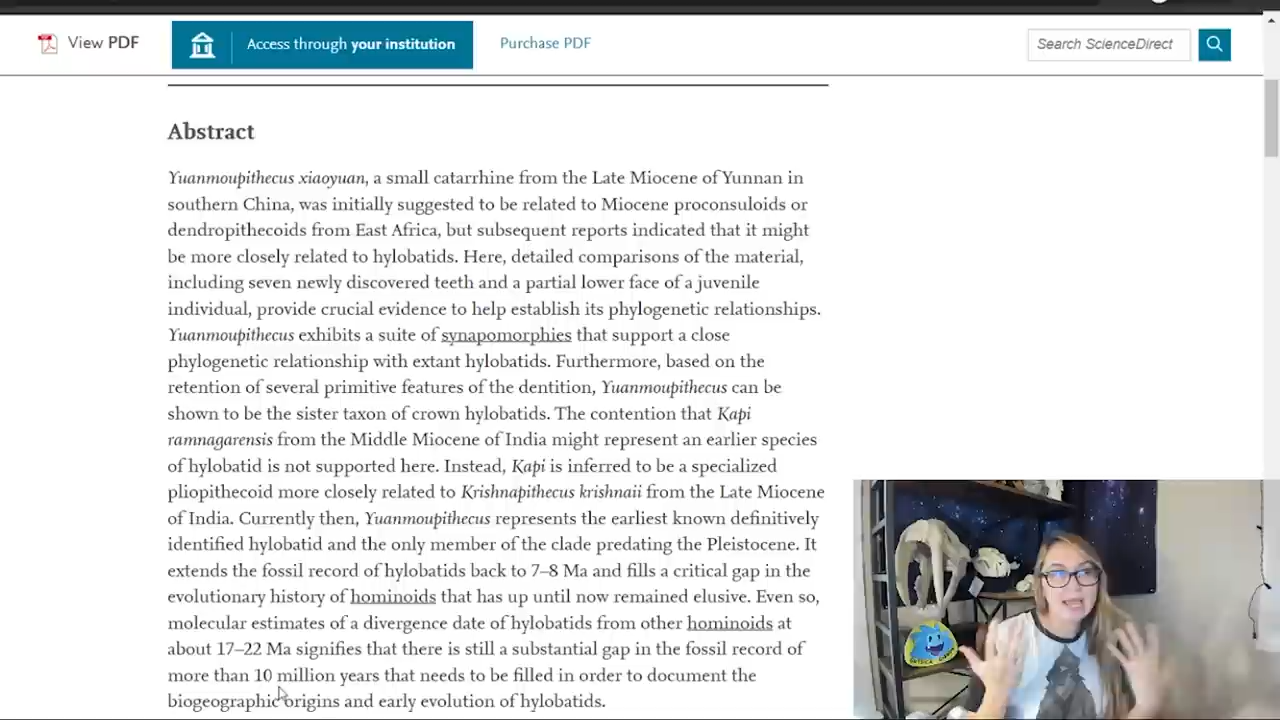 View PDF
Access through your institution
Purchase PDF
Search ScienceDirect
Abstract
Yuanmoupithecus xiaoyuan, a small catarrhine from the Late Miocene of Yunnan in
southern China, was initially suggested to be related to Miocene proconsuloids or
dendropithecoids from East Africa, but subsequent reports indicated that it might
be more closely related to hylobatids. Here, detailed comparisons of the material,
including seven newly discovered teeth and a partial lower face of a juvenile
individual, provide crucial evidence to help establish its phylogenetic relationships.
Yuanmoupithecus exhibits a suite of synapomorphies that support a close
phylogenetic relationship with extant hylobatids. Furthermore, based on the
retention of several primitive features of the dentition, Yuanmoupithecus can be
shown to be the sister taxon of crown hylobatids. The contention that Kapi
ramnagarensis from the Middle Miocene of India might represent an earlier species
of hylobatid is not supported here. Instead, Kapi is inferred to be a specialized
pliopithecoid more closely related to Krishnapithecus krishnaii from the Late Miocene
of India. Currently then, Yuanmoupithecus represents the earliest known definitively
identified hylobatid and the only member of the clade predating the Pleistocene. It
extends the fossil record of hylobatids back to 7–8 Ma and fills a critical gap in the
evolutionary history of hominoids that has up until now remained elusive. Even so,
molecular estimates of a divergence date of hylobatids from other hominoids at
about 17–22 Ma signifies that there is still a substantial gap in the fossil record of
more than 10 million years that needs to be filled in order to document the
biogeographic origins and early evolution of hylobatids.